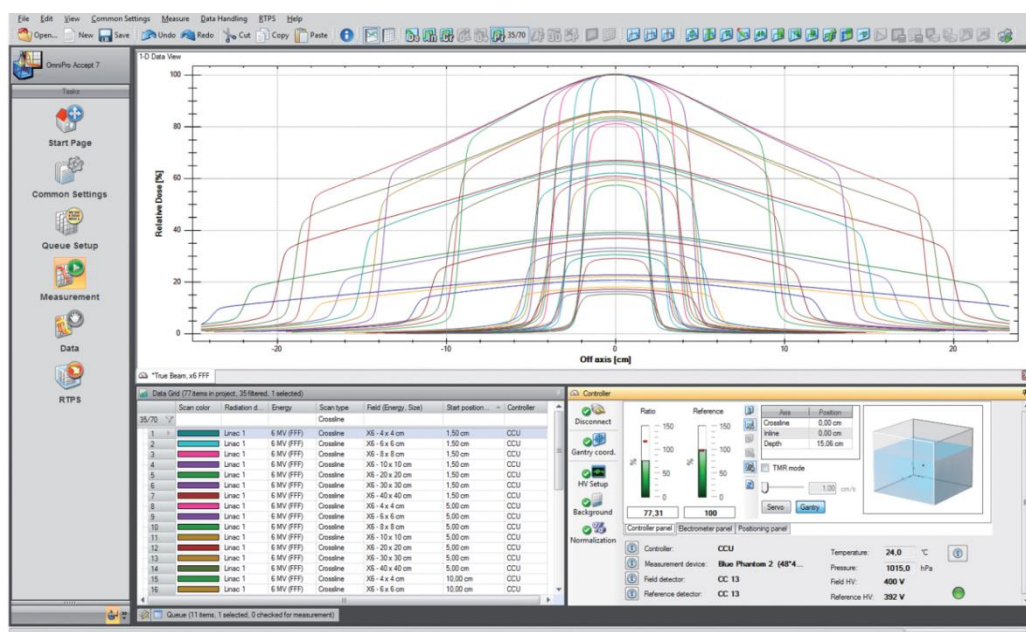 File Edit View Common Settings Measure Data Handling RTPS Help
Open... New Save Undo Redo Cut Copy Paste 35/70
OmniPro Accept 7
Tasks
Start Page
Common Settings
Queue Setup
Measurement
Data
RTPS
1-D Data View
Relative Dose [%]
100
80
60
40
20
0
-20 -10 0 10 20
Off axis [cm]
*True Beam, x6 FFF
Data Grid (77 items in project, 35 filtered, 1 selected)
Scan color Radiation d... Energy Scan type Field (Energy, Size) Start position... Controller
35/70 Crossline
1 Linac 1 6 MV (FFF) Crossline X6 - 4 x 4 cm 1,50 cm CCU
2 Linac 1 6 MV (FFF) Crossline X6 - 6 x 6 cm 1,50 cm CCU
3 Linac 1 6 MV (FFF) Crossline X6 - 8 x 8 cm 1,50 cm CCU
4 Linac 1 6 MV (FFF) Crossline X6 - 10 x 10 cm 1,50 cm CCU
5 Linac 1 6 MV (FFF) Crossline X6 - 20 x 20 cm 1,50 cm CCU
6 Linac 1 6 MV (FFF) Crossline X6 - 30 x 30 cm 1,50 cm CCU
7 Linac 1 6 MV (FFF) Crossline X6 - 40 x 40 cm 1,50 cm CCU
8 Linac 1 6 MV (FFF) Crossline X6 - 4 x 4 cm 5,00 cm CCU
9 Linac 1 6 MV (FFF) Crossline X6 - 6 x 6 cm 5,00 cm CCU
10 Linac 1 6 MV (FFF) Crossline X6 - 8 x 8 cm 5,00 cm CCU
11 Linac 1 6 MV (FFF) Crossline X6 - 10 x 10 cm 5,00 cm CCU
12 Linac 1 6 MV (FFF) Crossline X6 - 20 x 20 cm 5,00 cm CCU
13 Linac 1 6 MV (FFF) Crossline X6 - 30 x 30 cm 5,00 cm CCU
14 Linac 1 6 MV (FFF) Crossline X6 - 40 x 40 cm 5,00 cm CCU
15 Linac 1 6 MV (FFF) Crossline X6 - 4 x 4 cm 10,00 cm CCU
16 Linac 1 6 MV (FFF) Crossline X6 - 6 x 6 cm 10,00 cm CCU
Queue (11 items, 1 selected, 0 checked for measurement)
Controller
Disconnect
Gantry coord.
HV Setup
Background
Normalization
Ratio Reference
150 150
100 100
% %
50 50
0 0
77,31 100
Axis Position
Crossline 0,00 cm
Inline 0,00 cm
Depth 15,06 cm
TMR mode
1.00 cm/s
Servo Gantry
Controller panel Electrometer panel Positioning panel
Controller: CCU
Measurement device: Blue Phantom 2 (48*4...
Field detector: CC 13
Reference detector: CC 13
Temperature: 24,0 °C
Pressure: 1015,0 hPa
Field HV: 400 V
Reference HV: 392 V